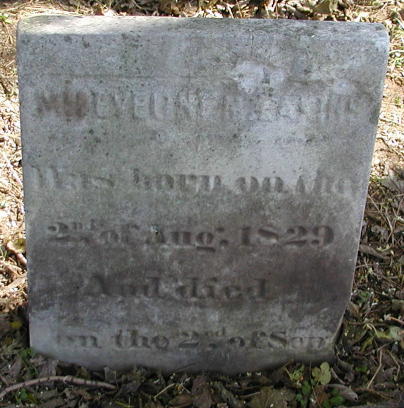 Was born on the
2nd. of Aug. 1829
And died
on the 2nd. of Sep